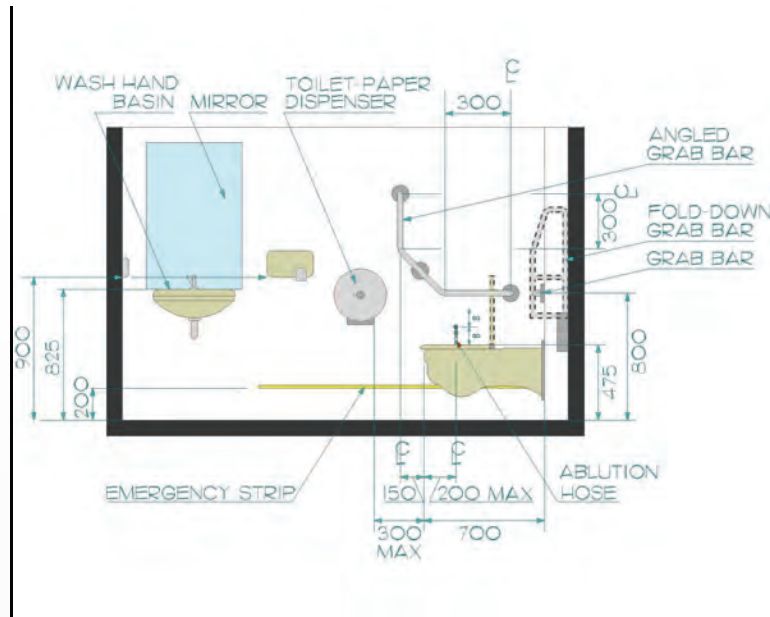 WASH HAND
BASIN
MIRROR
TOILET-PAPER
DISPENSER
300
ANGLED
GRAB BAR
300
FOLD-DOWN
GRAB BAR
GRAB BAR
900
825
200
475
800
EMERGENCY STRIP
150
200 MAX
ABLUTION
HOSE
300
MAX
700